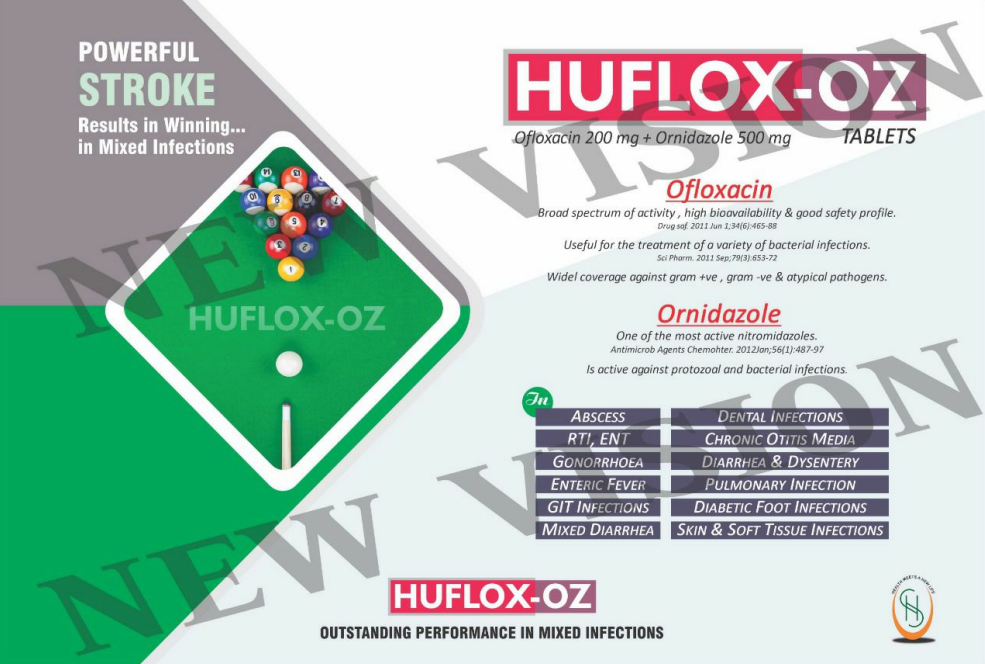 POWERFUL
STROKE
Results in Winning...
in Mixed Infections
HUFLOX-OZ
HUFLOX-OZ
Ofloxacin 200 mg + Ornidazole 500 mg TABLETS
Ofloxacin
Broad spectrum of activity , high bioavailability & good safety profile.
Drug saf. 2011 Jun 1;34(6):465-88
Useful for the treatment of a variety of bacterial infections.
Sci Pharm. 2011 Sep;79(3):653-72
Widel coverage against gram +ve , gram -ve & atypical pathogens.
Ornidazole
One of the most active nitromidazoles.
Antimicrob Agents Chemohter. 2012Jan;56(1):487-97
Is active against protozoal and bacterial infections.
In
ABSCESS DENTAL INFECTIONS
RTI, ENT CHRONIC OTITIS MEDIA
GONORRHOEA DIARRHEA & DYSENTERY
ENTERIC FEVER PULMONARY INFECTION
GIT INFECTIONS DIABETIC FOOT INFECTIONS
MIXED DIARRHEA SKIN & SOFT TISSUE INFECTIONS
HUFLOX-OZ
OUTSTANDING PERFORMANCE IN MIXED INFECTIONS
HEALTH MEETS A NEW LIFE
NEW VISION
NEW VISION